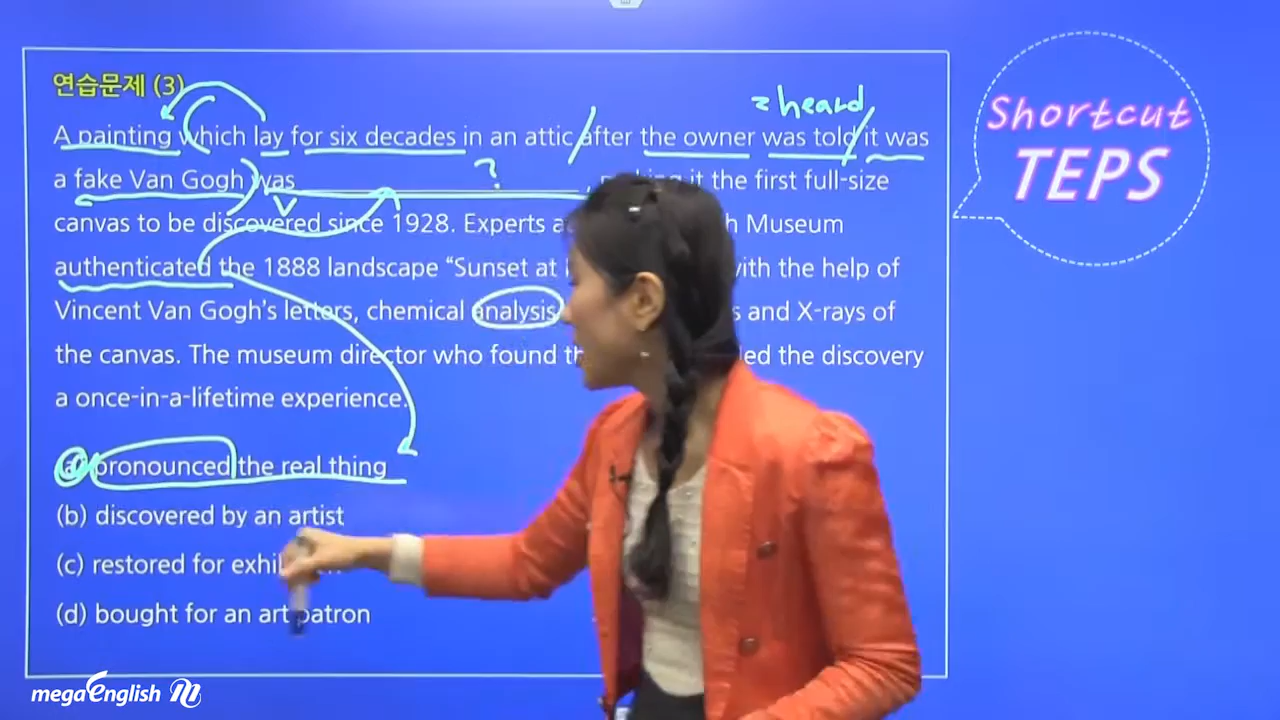 연습문제 (3)
= heard
A painting which lay for six decades in an attic after the owner was told it was
?
a fake Van Gogh was , making it the first full-size
V
canvas to be discovered since 1928. Experts Museum
authenticated the 1888 landscape “Sunset at with the help of
Vincent Van Gogh’s letters, chemical analysis and X-rays of
the canvas. The museum director who found the discovery
a once-in-a-lifetime experience.
(a) pronounced the real thing
(b) discovered by an artist
(c) restored for
(d) bought for an art patron
Shortcut
TEPS
megaEnglish M